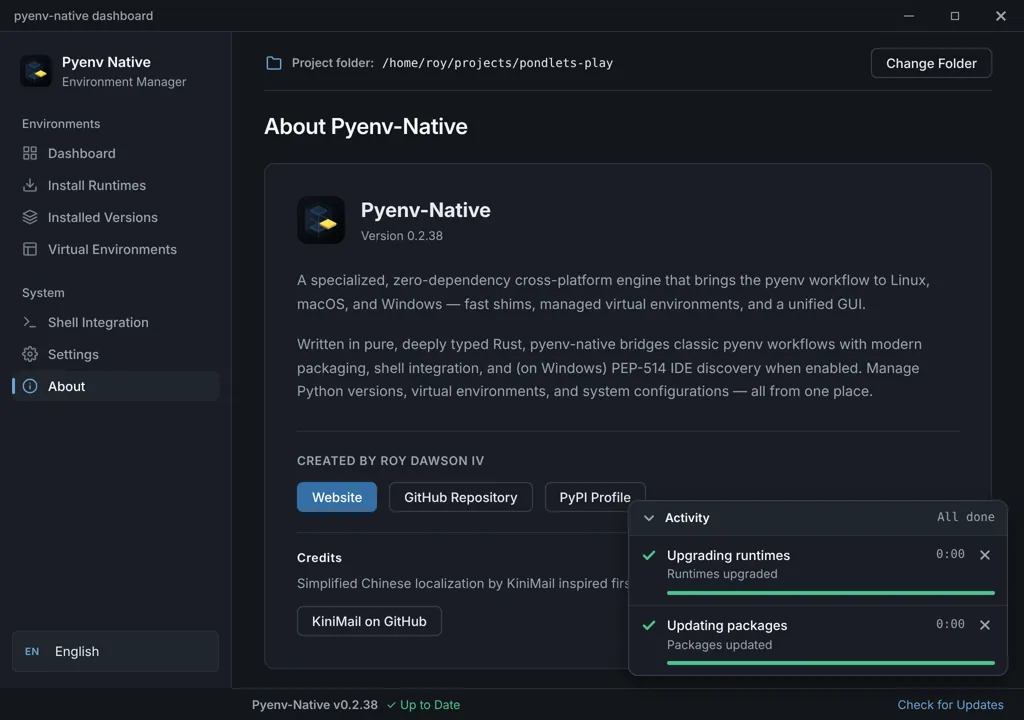 pyenv-native dashboard
Pyenv Native
Environment Manager
Environments
Dashboard
Install Runtimes
Installed Versions
Virtual Environments
System
Shell Integration
Settings
About
EN English
Project folder: /home/roy/projects/pondlets-play
Change Folder
About Pyenv-Native
Pyenv-Native
Version 0.2.38
A specialized, zero-dependency cross-platform engine that brings the pyenv workflow to Linux,
macOS, and Windows — fast shims, managed virtual environments, and a unified GUI.
Written in pure, deeply typed Rust, pyenv-native bridges classic pyenv workflows with modern
packaging, shell integration, and (on Windows) PEP-514 IDE discovery when enabled. Manage
Python versions, virtual environments, and system configurations — all from one place.
CREATED BY ROY DAWSON IV
Website
GitHub Repository
PyPI Profile
Credits
Simplified Chinese localization by KiniMail inspired
KiniMail on GitHub
Activity
All done
Upgrading runtimes
0:00
Runtimes upgraded
Updating packages
0:00
Packages updated
Pyenv-Native v0.2.38 ✓ Up to Date
Check for Updates